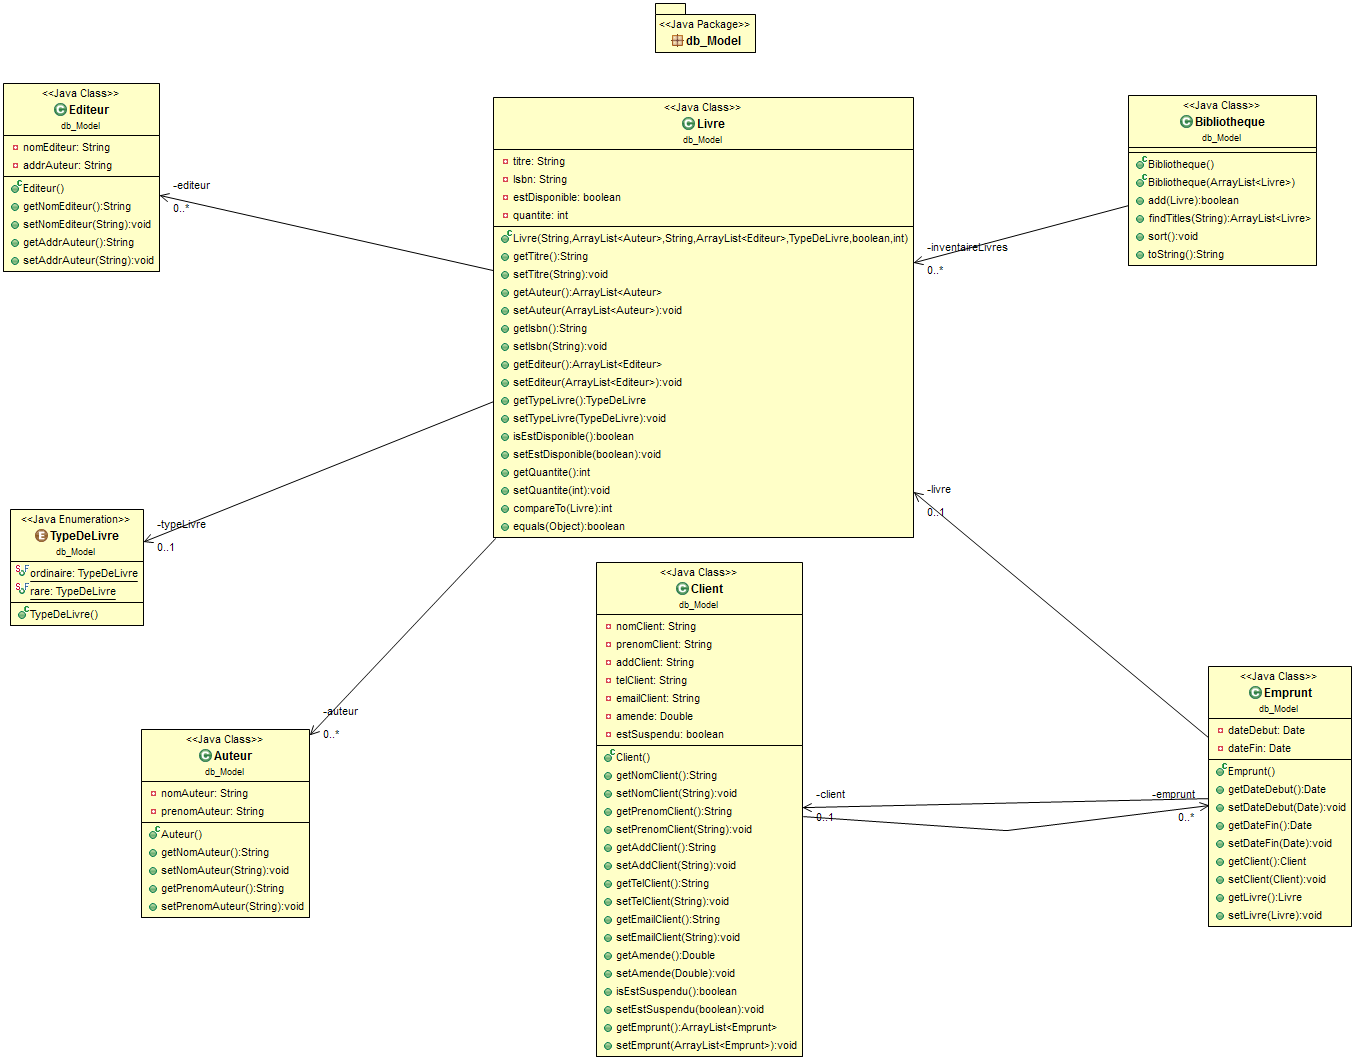 <<Java Package>>
db_Model
<<Java Class>>
Editeur
db_Model
nomEditeur: String
addrAuteur: String
Editeur()
getNomEditeur():String
setNomEditeur(String):void
getAddrAuteur():String
setAddrAuteur(String):void
-editeur
0..*
<<Java Class>>
Livre
db_Model
titre: String
Isbn: String
estDisponible: boolean
quantite: int
Livre(String,ArrayList<Auteur>,String,ArrayList<Editeur>,TypeDeLivre,boolean,int)
getTitre():String
setTitre(String):void
getAuteur():ArrayList<Auteur>
setAuteur(ArrayList<Auteur>):void
getIsbn():String
setIsbn(String):void
getEditeur():ArrayList<Editeur>
setEditeur(ArrayList<Editeur>):void
getTypeLivre():TypeDeLivre
setTypeLivre(TypeDeLivre):void
isEstDisponible():boolean
setEstDisponible(boolean):void
getQuantite():int
setQuantite(int):void
compareTo(Livre):int
equals(Object):boolean
<<Java Class>>
Bibliotheque
db_Model
Bibliotheque()
Bibliotheque(ArrayList<Livre>)
add(Livre):boolean
findTitles(String):ArrayList<Livre>
sort():void
toString():String
-inventaireLivres
0..*
<<Java Enumeration>>
TypeDeLivre
db_Model
ordinaire: TypeDeLivre
rare: TypeDeLivre
TypeDeLivre()
-typeLivre
0..1
-livre
0..1
<<Java Class>>
Auteur
db_Model
nomAuteur: String
prenomAuteur: String
Auteur()
getNomAuteur():String
setNomAuteur(String):void
getPrenomAuteur():String
setPrenomAuteur(String):void
-auteur
0..*
<<Java Class>>
Client
db_Model
nomClient: String
prenomClient: String
addClient: String
telClient: String
emailClient: String
amende: Double
estSuspendu: boolean
Client()
getNomClient():String
setNomClient(String):void
getPrenomClient():String
setPrenomClient(String):void
getAddClient():String
setAddClient(String):void
getTelClient():String
setTelClient(String):void
getEmailClient():String
setEmailClient(String):void
getAmende():Double
setAmende(Double):void
isEstSuspendu():boolean
setEstSuspendu(boolean):void
getEmprunt():ArrayList<Emprunt>
setEmprunt(ArrayList<Emprunt>):void
-client
0..1
-emprunt
0..*
<<Java Class>>
Emprunt
db_Model
dateDebut: Date
dateFin: Date
Emprunt()
getDateDebut():Date
setDateDebut(Date):void
getDateFin():Date
setDateFin(Date):void
getClient():Client
setClient(Client):void
getLivre():Livre
setLivre(Livre):void